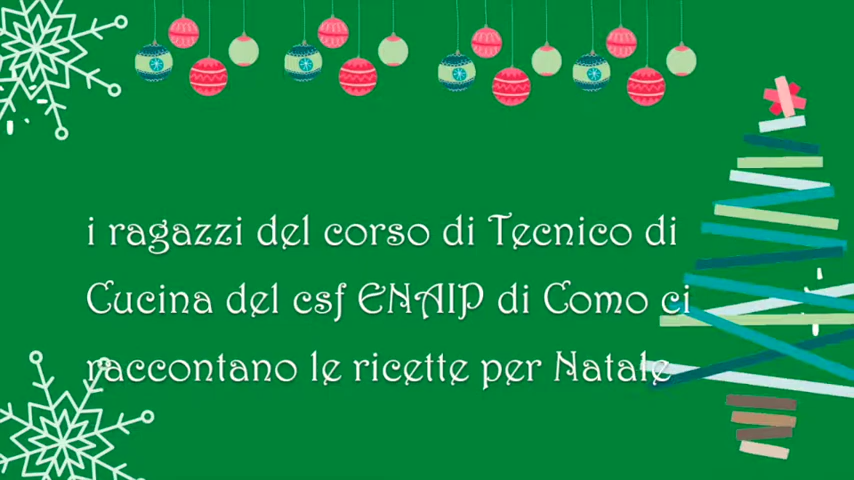 i ragazzi del corso di Tecnico di
Cucina del csf ENAIP di Como ci
raccontano le ricette per Natale